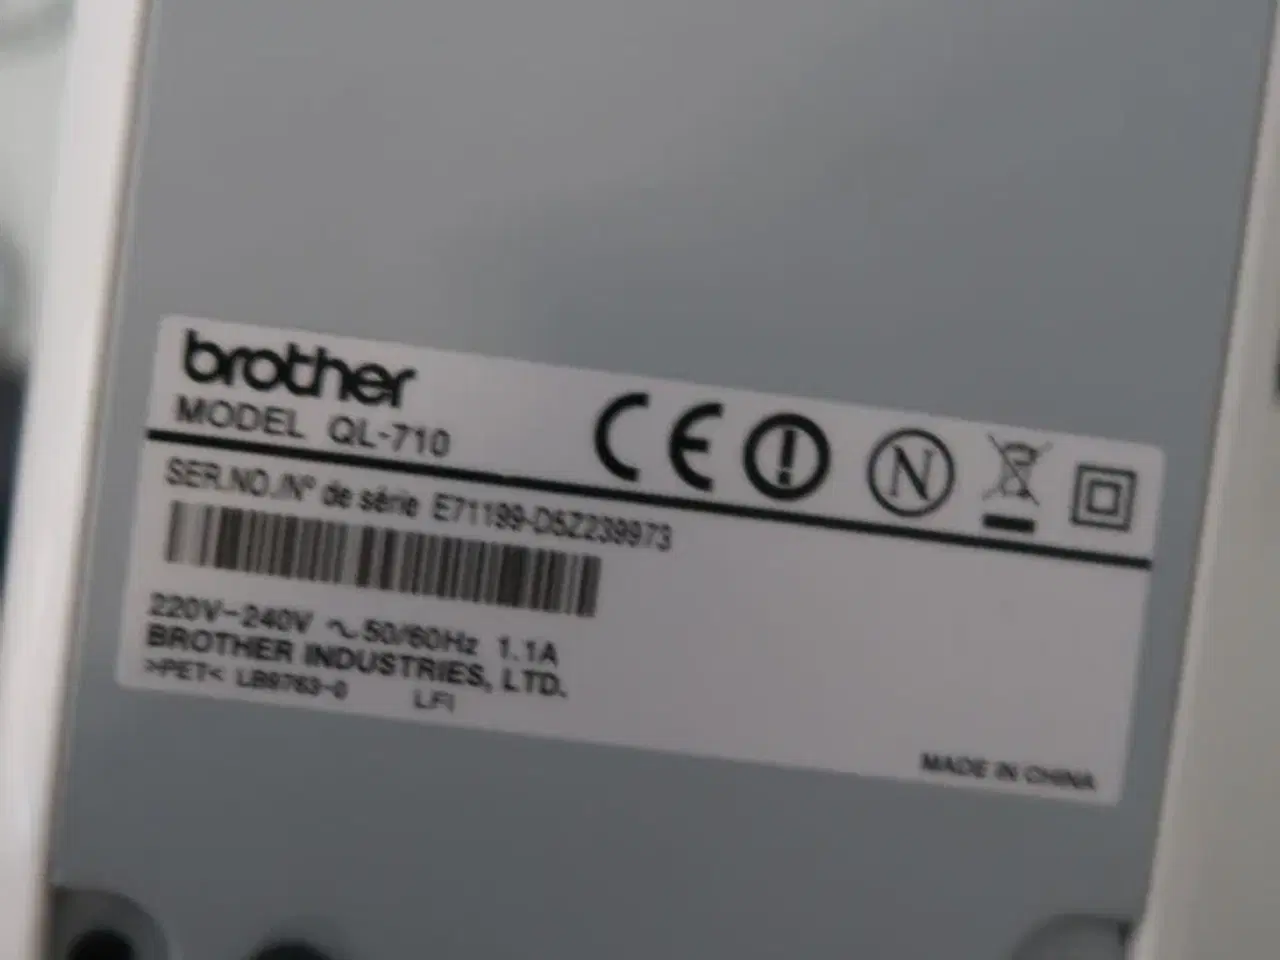 brother
MODEL QL-710
CE
N
SER.NO./N° de série E71199-D5Z239973
220V-240V ∿ 50/60Hz 1.1A
BROTHER INDUSTRIES, LTD.
>PET< LB9763-0 LFI
MADE IN CHINA